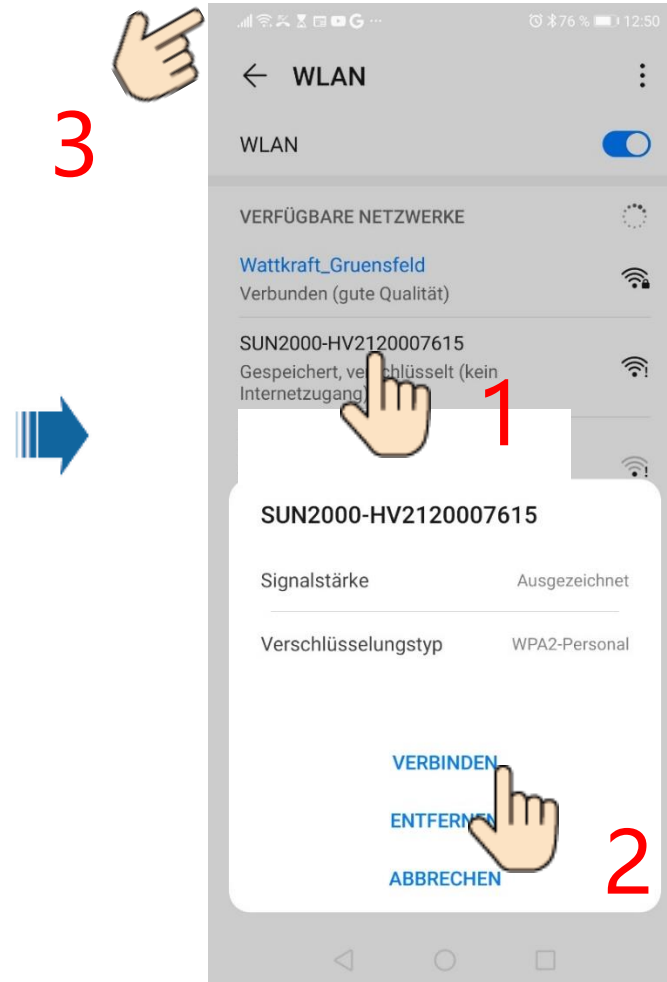 76 % 12:50
WLAN
3
WLAN
VERFÜGBARE NETZWERKE
Wattkraft_Gruensfeld
Verbunden (gute Qualität)
SUN2000-HV2120007615
Gespeichert, verschlüsselt (kein
Internetzugang)
1
SUN2000-HV2120007615
Signalstärke Ausgezeichnet
Verschlüsselungstyp WPA2-Personal
VERBINDEN
ENTFERNEN
2
ABBRECHEN